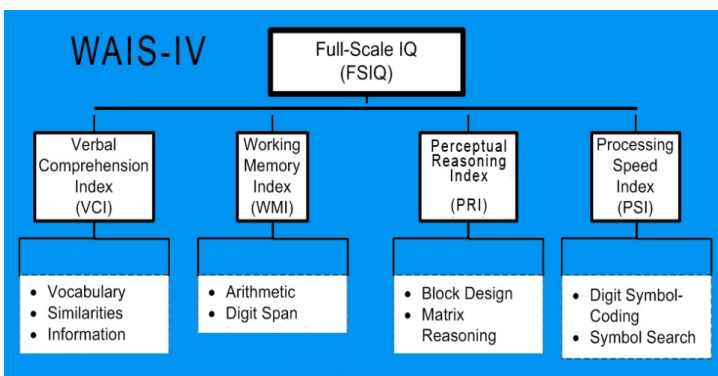 WAIS-IV
Full-Scale IQ
(FSIQ)
Verbal
Comprehension
Index
(VCI)
Working
Memory
Index
(WMI)
Perceptual
Reasoning
Index
(PRI)
Processing
Speed
Index
(PSI)
• Vocabulary
• Similarities
• Information
• Arithmetic
• Digit Span
• Block Design
• Matrix
Reasoning
• Digit Symbol-
Coding
• Symbol Search